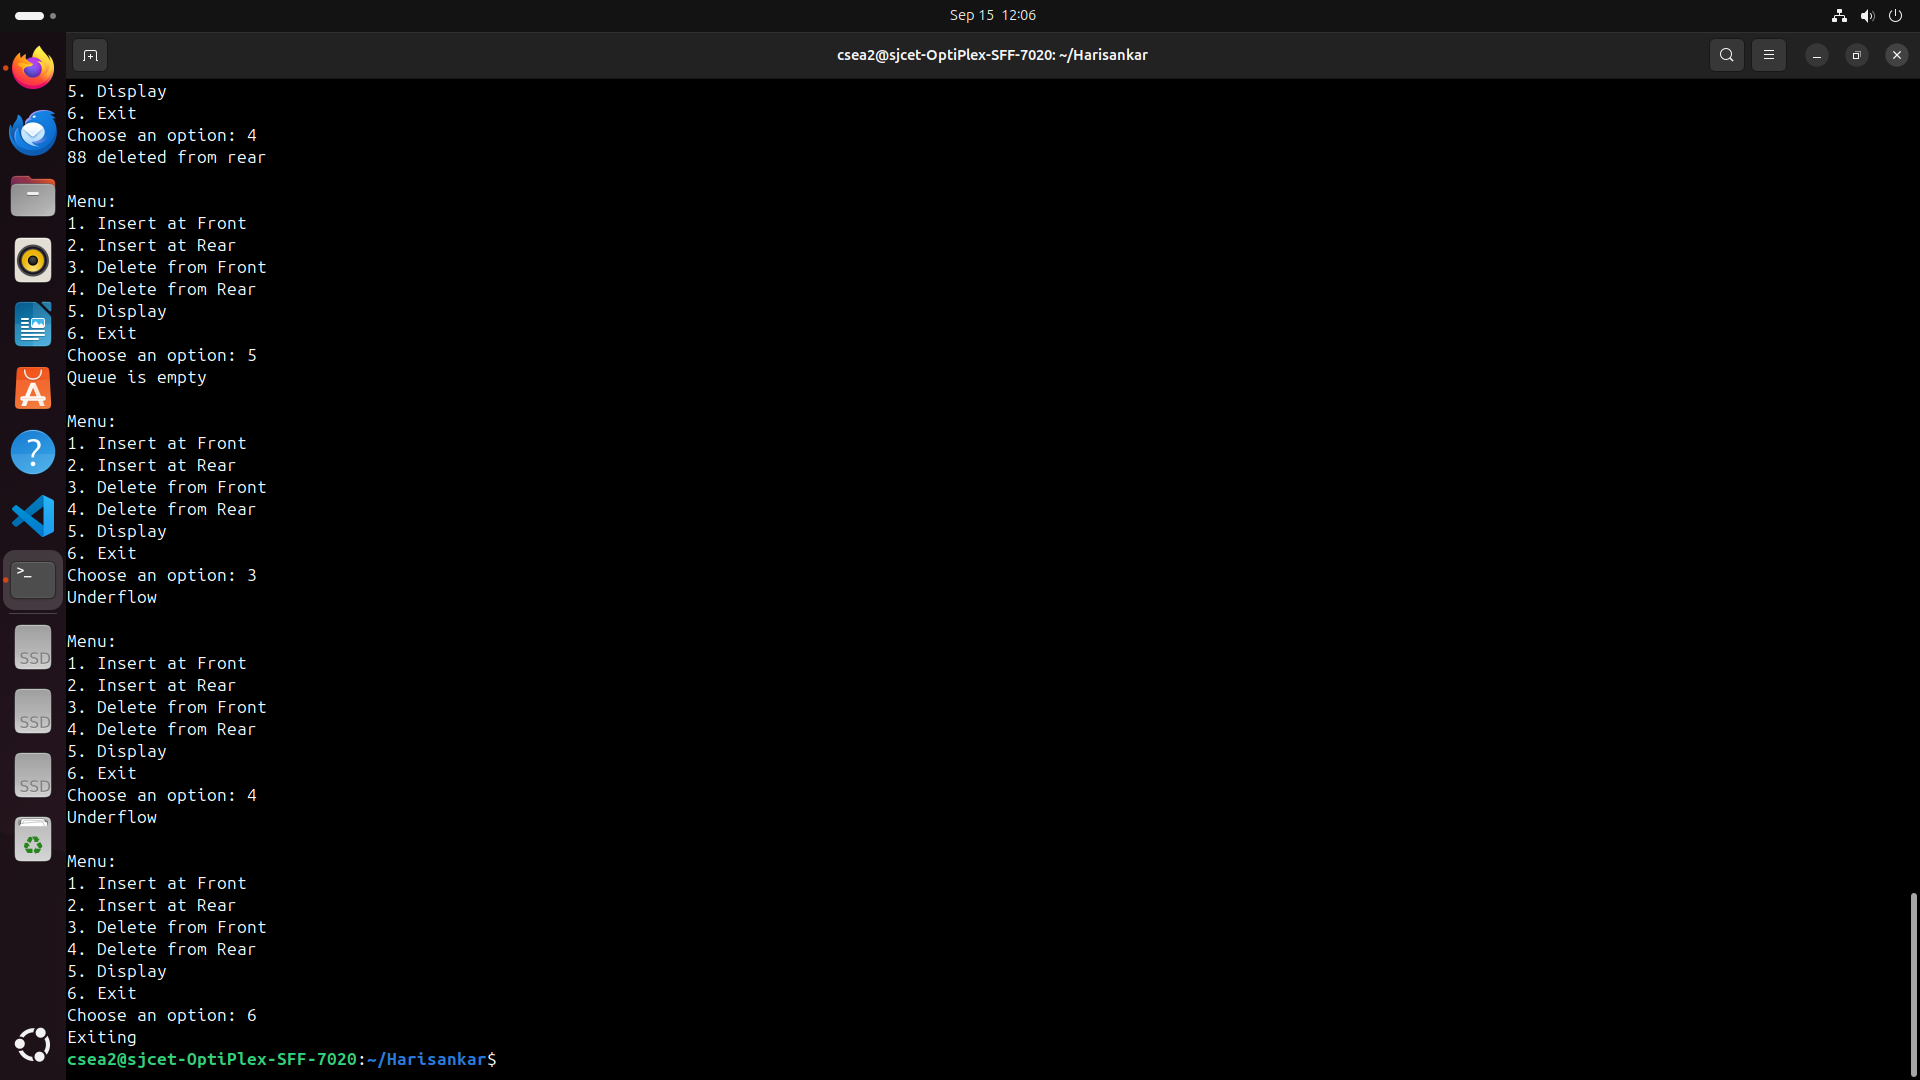 Sep 15 12:06
csea2@sjcet-OptiPlex-SFF-7020: ~/Harisankar
5. Display
6. Exit
Choose an option: 4
88 deleted from rear
Menu:
1. Insert at Front
2. Insert at Rear
3. Delete from Front
4. Delete from Rear
5. Display
6. Exit
Choose an option: 5
Queue is empty
Menu:
1. Insert at Front
2. Insert at Rear
3. Delete from Front
4. Delete from Rear
5. Display
6. Exit
Choose an option: 3
Underflow
Menu:
1. Insert at Front
2. Insert at Rear
3. Delete from Front
4. Delete from Rear
5. Display
6. Exit
Choose an option: 4
Underflow
Menu:
1. Insert at Front
2. Insert at Rear
3. Delete from Front
4. Delete from Rear
5. Display
6. Exit
Choose an option: 6
Exiting
csea2@sjcet-OptiPlex-SFF-7020:~/Harisankar$
SSD
SSD
SSD